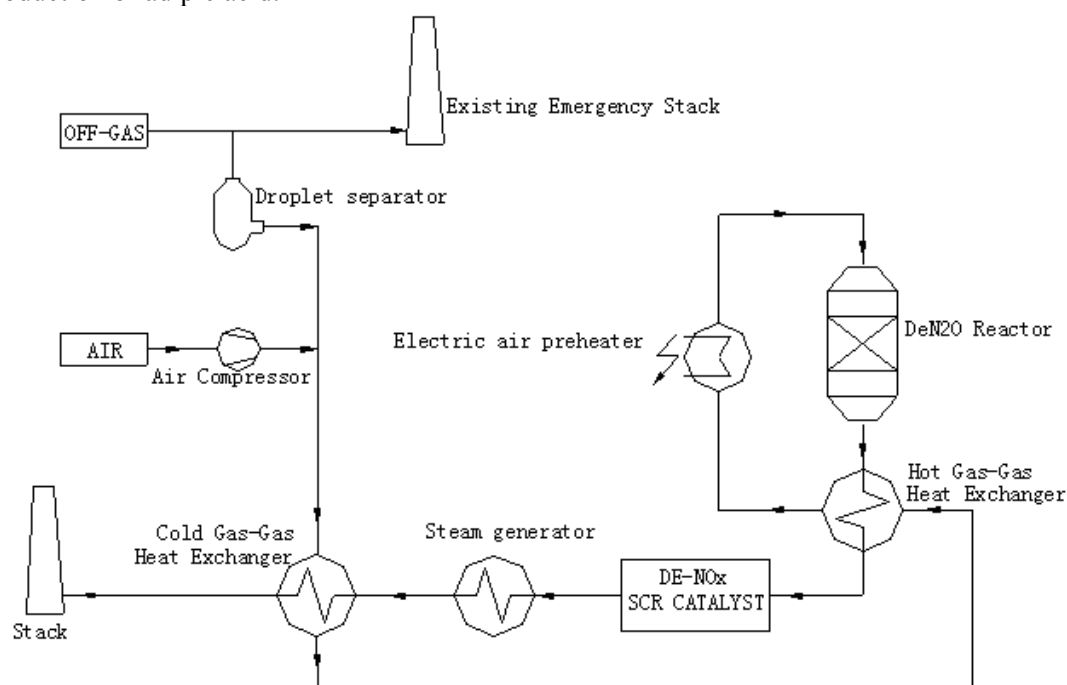 Existing Emergency Stack
OFF-GAS
Droplet separator
Electric air preheater
DeN2O Reactor
AIR
Air Compressor
Hot Gas-Gas
Heat Exchanger
Cold Gas-Gas
Heat Exchanger
Steam generator
DE-NOx
SCR CATALYST
Stack